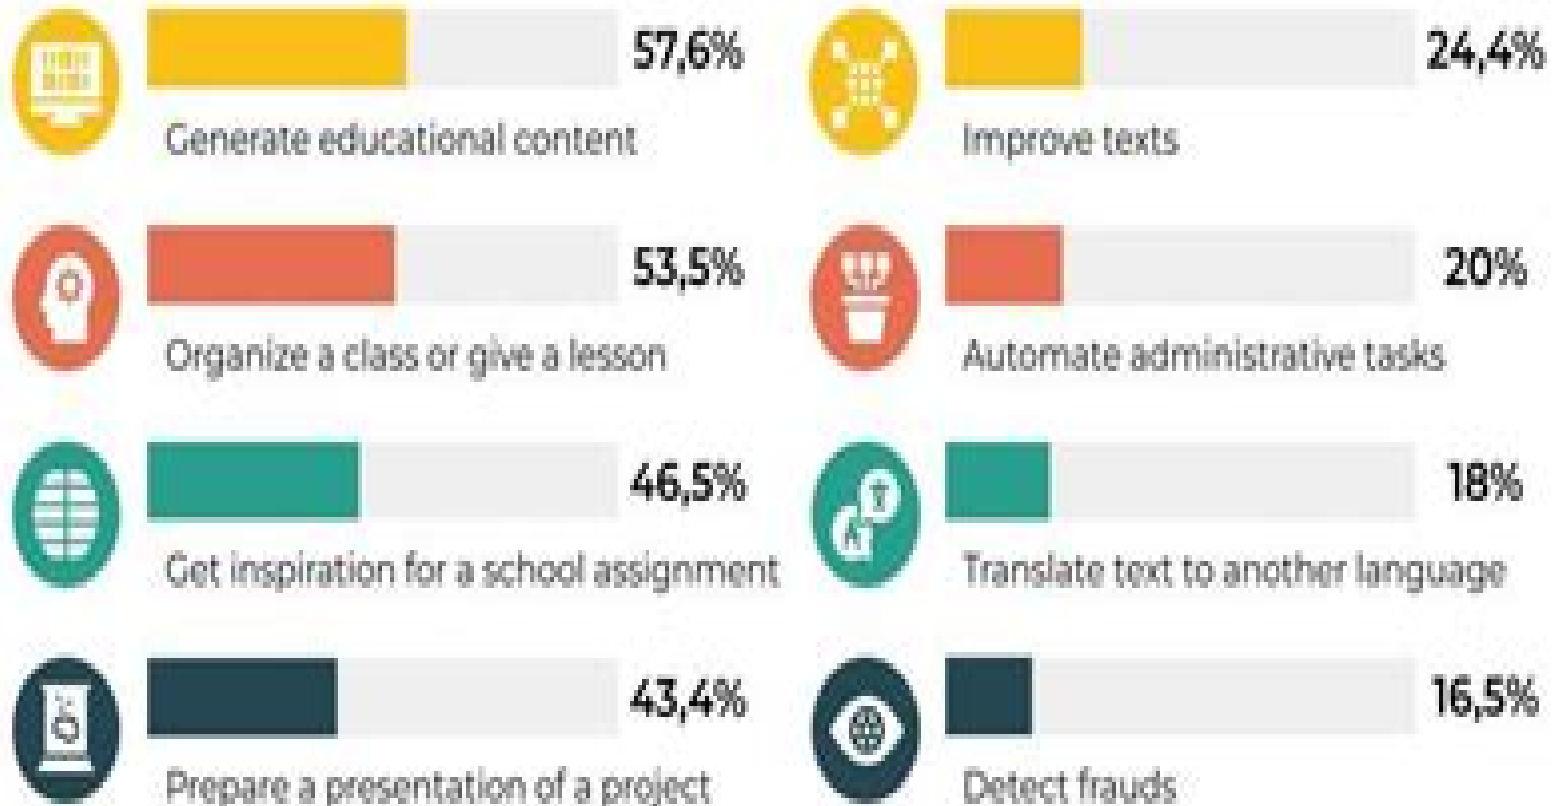 57,6%
Generate educational content
53,5%
Organize a class or give a lesson
46,5%
Get inspiration for a school assignment
43,4%
Prepare a presentation of a project
24,4%
Improve texts
20%
Automate administrative tasks
18%
Translate text to another language
16,5%
Detect frauds